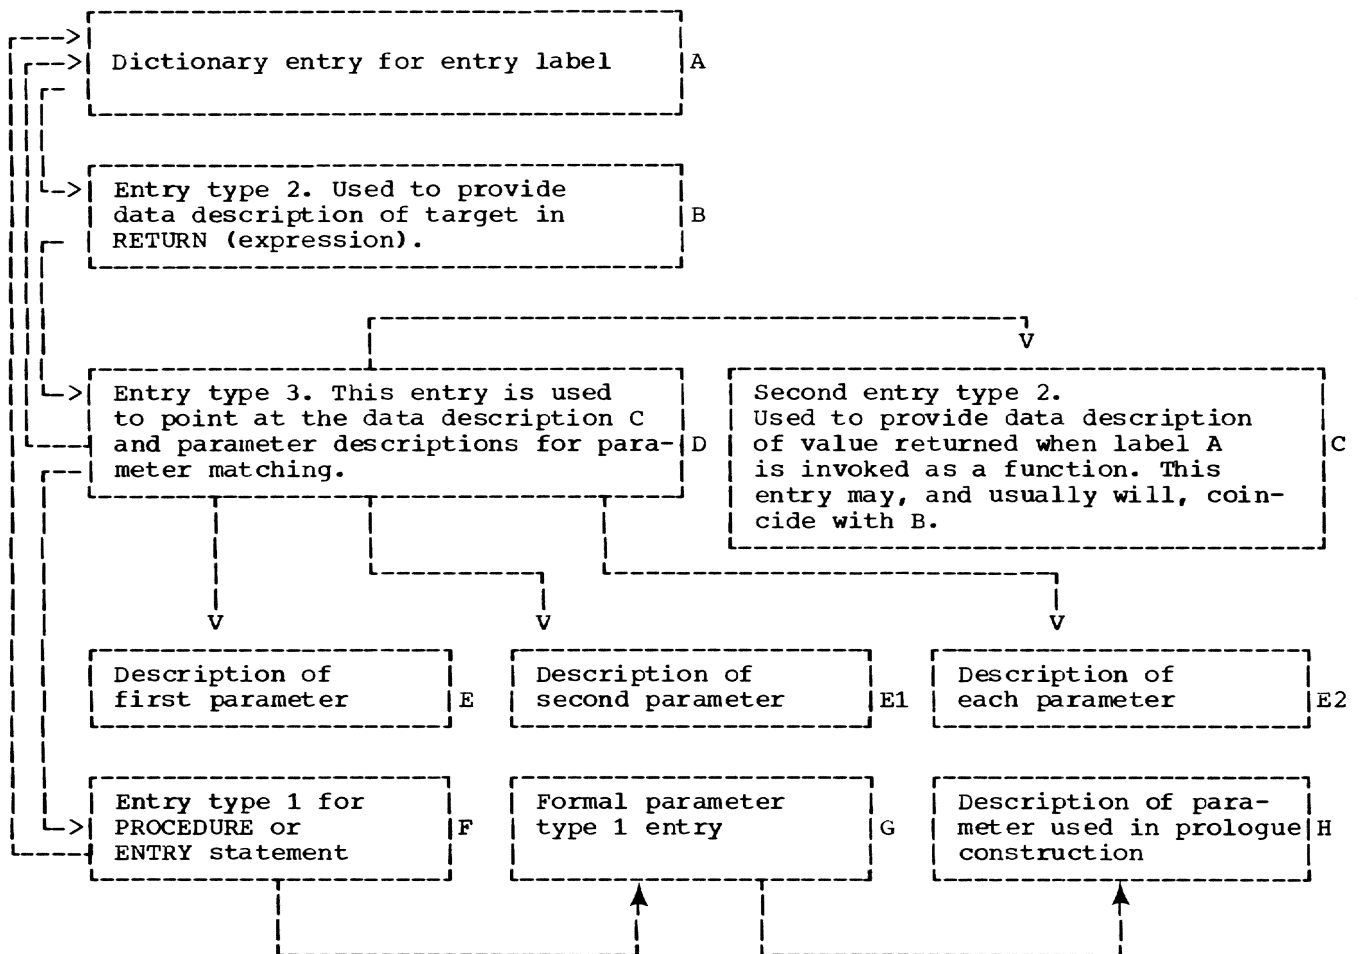 Dictionary entry for entry label
A
Entry type 2. Used to provide
data description of target in
RETURN (expression).
B
Entry type 3. This entry is used
to point at the data description C
and parameter descriptions for para-
meter matching.
D
Second entry type 2.
Used to provide data description
of value returned when label A
is invoked as a function. This
entry may, and usually will, coin-
cide with B.
C
Description of
first parameter
E
Description of
second parameter
E1
Description of
each parameter
E2
Entry type 1 for
PROCEDURE or
ENTRY statement
F
Formal parameter
type 1 entry
G
Description of para-
meter used in prologue
construction
H